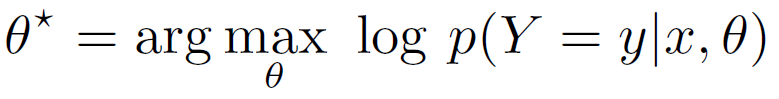 θ⋆ = arg max_θ log p(Y = y|x, θ)